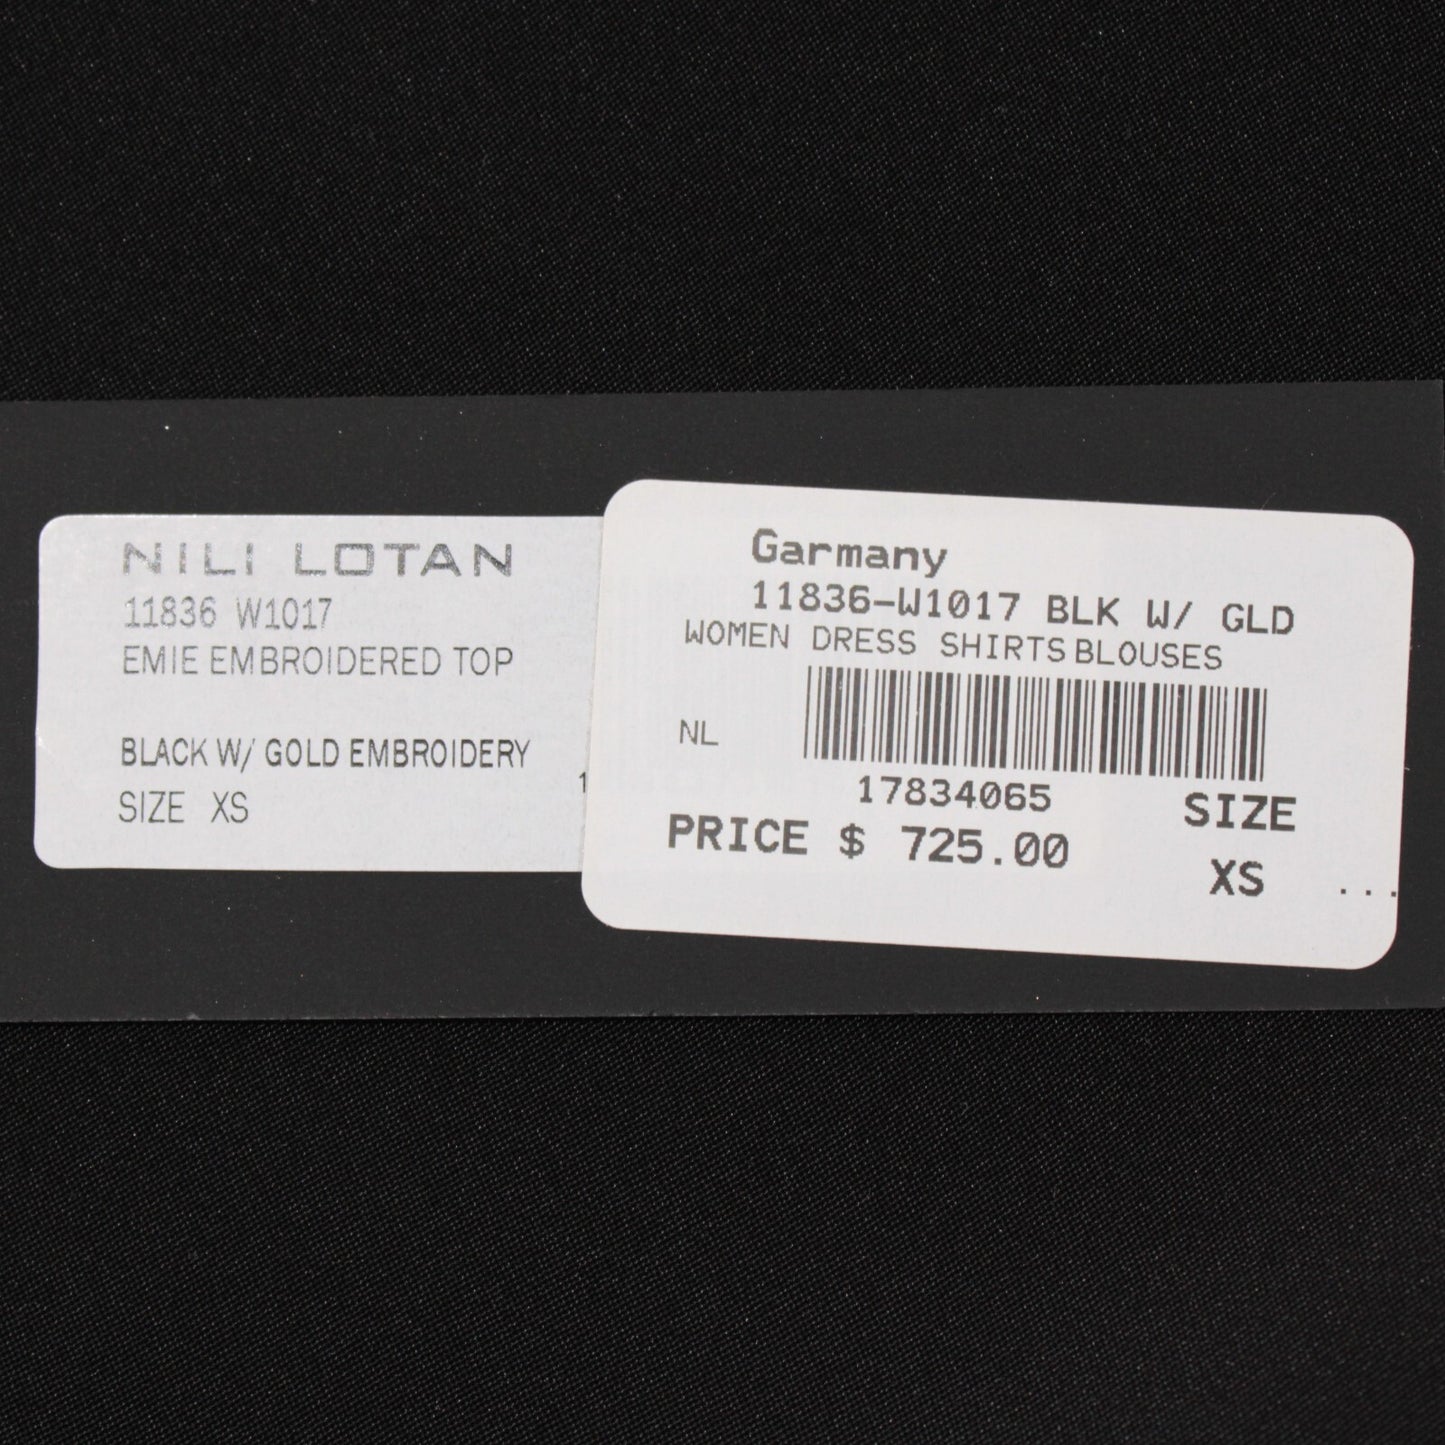 NILI LOTAN
11836 W1017
EMIE EMBROIDERED TOP
BLACK W/ GOLD EMBROIDERY
SIZE XS
1
Garmany
11836-W1017 BLK W/ GLD
WOMEN DRESS SHIRTS BLOUSES
NL
17834065
PRICE $ 725.00
SIZE
XS
...